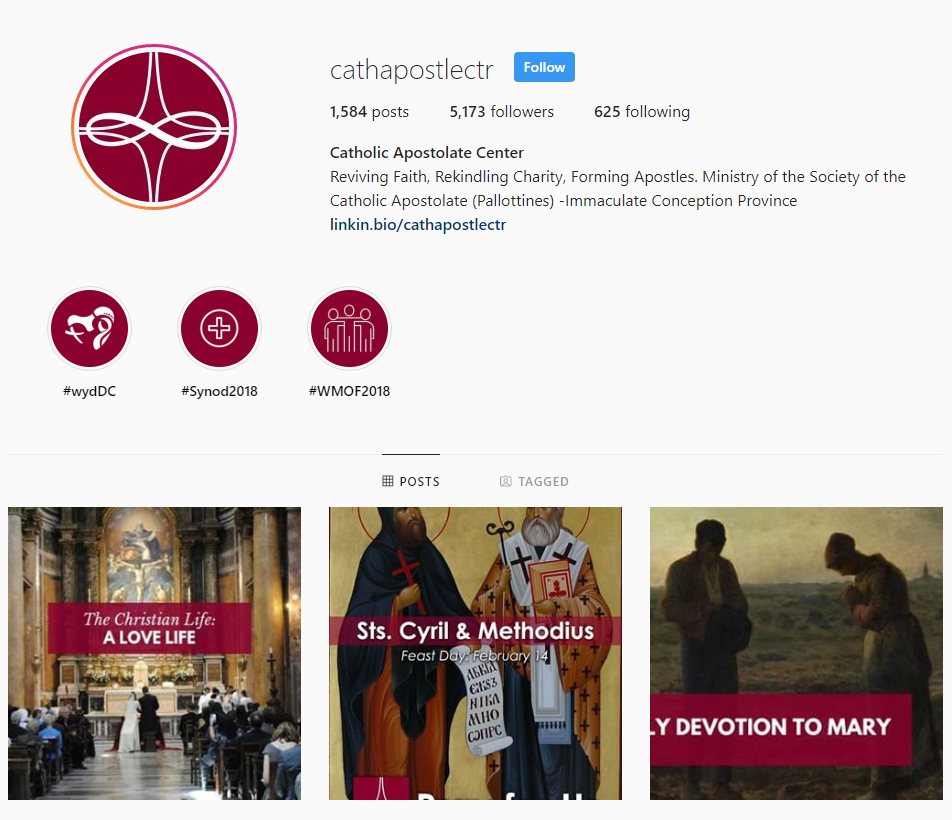 cathapostlectr Follow
1,584 posts 5,173 followers 625 following
Catholic Apostolate Center
Reviving Faith, Rekindling Charity, Forming Apostles. Ministry of the Society of the
Catholic Apostolate (Pallottines) -Immaculate Conception Province
linkin.bio/cathapostlectr
#wydDC #Synod2018 #WMOF2018
POSTS TAGGED
The Christian Life:
A LOVE LIFE
Sts. Cyril & Methodius
Feast Day: February 14
LY DEVOTION TO MARY